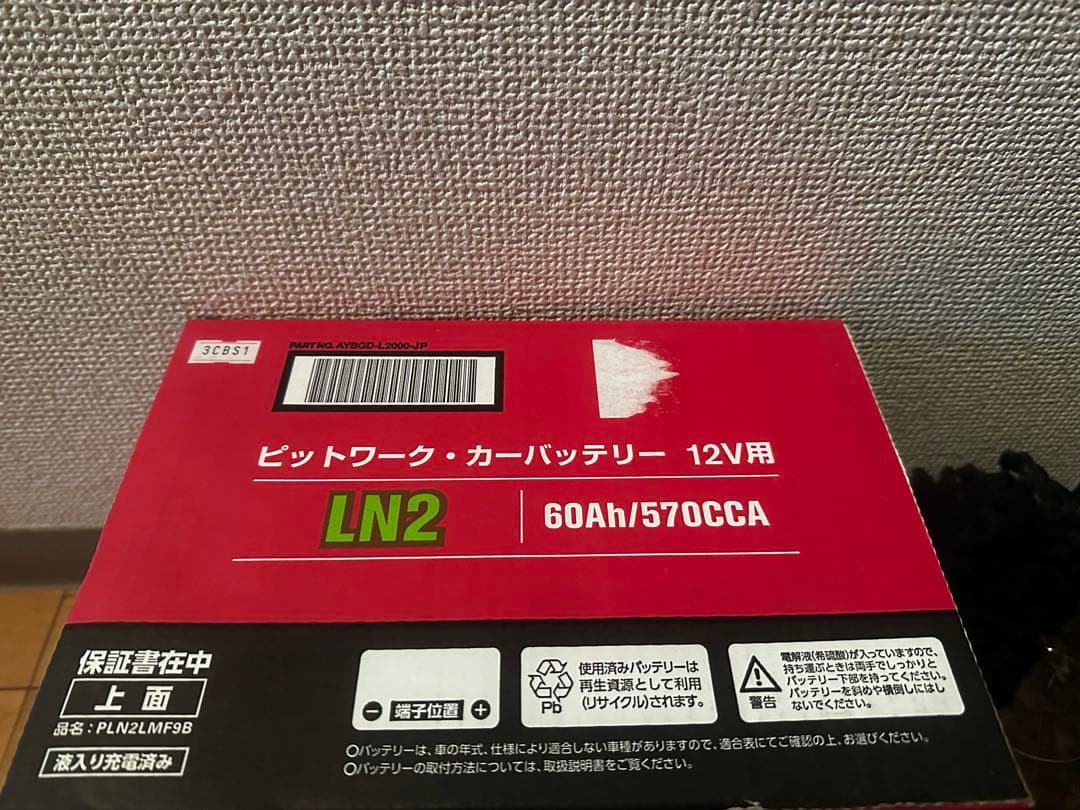 3CBS1
PART NO. AYBGD-L2000-JP
ピットワーク・カーバッテリー 12V用
LN2
60Ah/570CCA
保証書在中
上面
品名：PLN2LMF9B
液入り充電済み
⊖ 端子位置 ⊕
Pb
使用済みバッテリーは
再生資源として利用
(リサイクル)されます。
警告
電解液(希硫酸)が入っていますので、
持ち運ぶときは両手でしっかりと
バッテリー下部を持ってください。
バッテリーを斜めや横倒しにはし
ないでください。
○バッテリーは、車の年式、仕様により適合しない車種がありますので、適合表にてご確認の上、お選びください。
○バッテリーの取付方法については、取扱説明書をご覧ください。